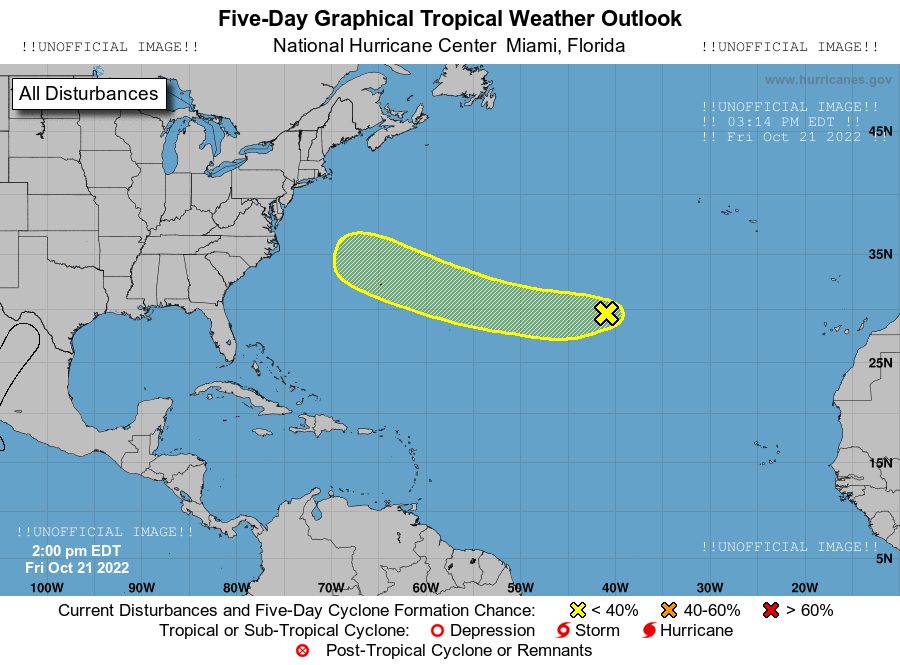 Five-Day Graphical Tropical Weather Outlook
!!UNOFFICIAL IMAGE!! National Hurricane Center Miami, Florida !!UNOFFICIAL IMAGE!!
www.hurricanes.gov
All Disturbances
!!UNOFFICIAL IMAGE!!
!! 03:14 PM EDT !!
!! Fri Oct 21 2022 !!
45N
35N
25N
15N
!!UNOFFICIAL IMAGE!!
2:00 pm EDT
Fri Oct 21 2022
!!UNOFFICIAL IMAGE!!
5N
100W 90W 80W 70W 60W 50W 40W 30W 20W
Current Disturbances and Five-Day Cyclone Formation Chance: < 40% 40-60% > 60%
Tropical or Sub-Tropical Cyclone: Depression Storm Hurricane
Post-Tropical Cyclone or Remnants